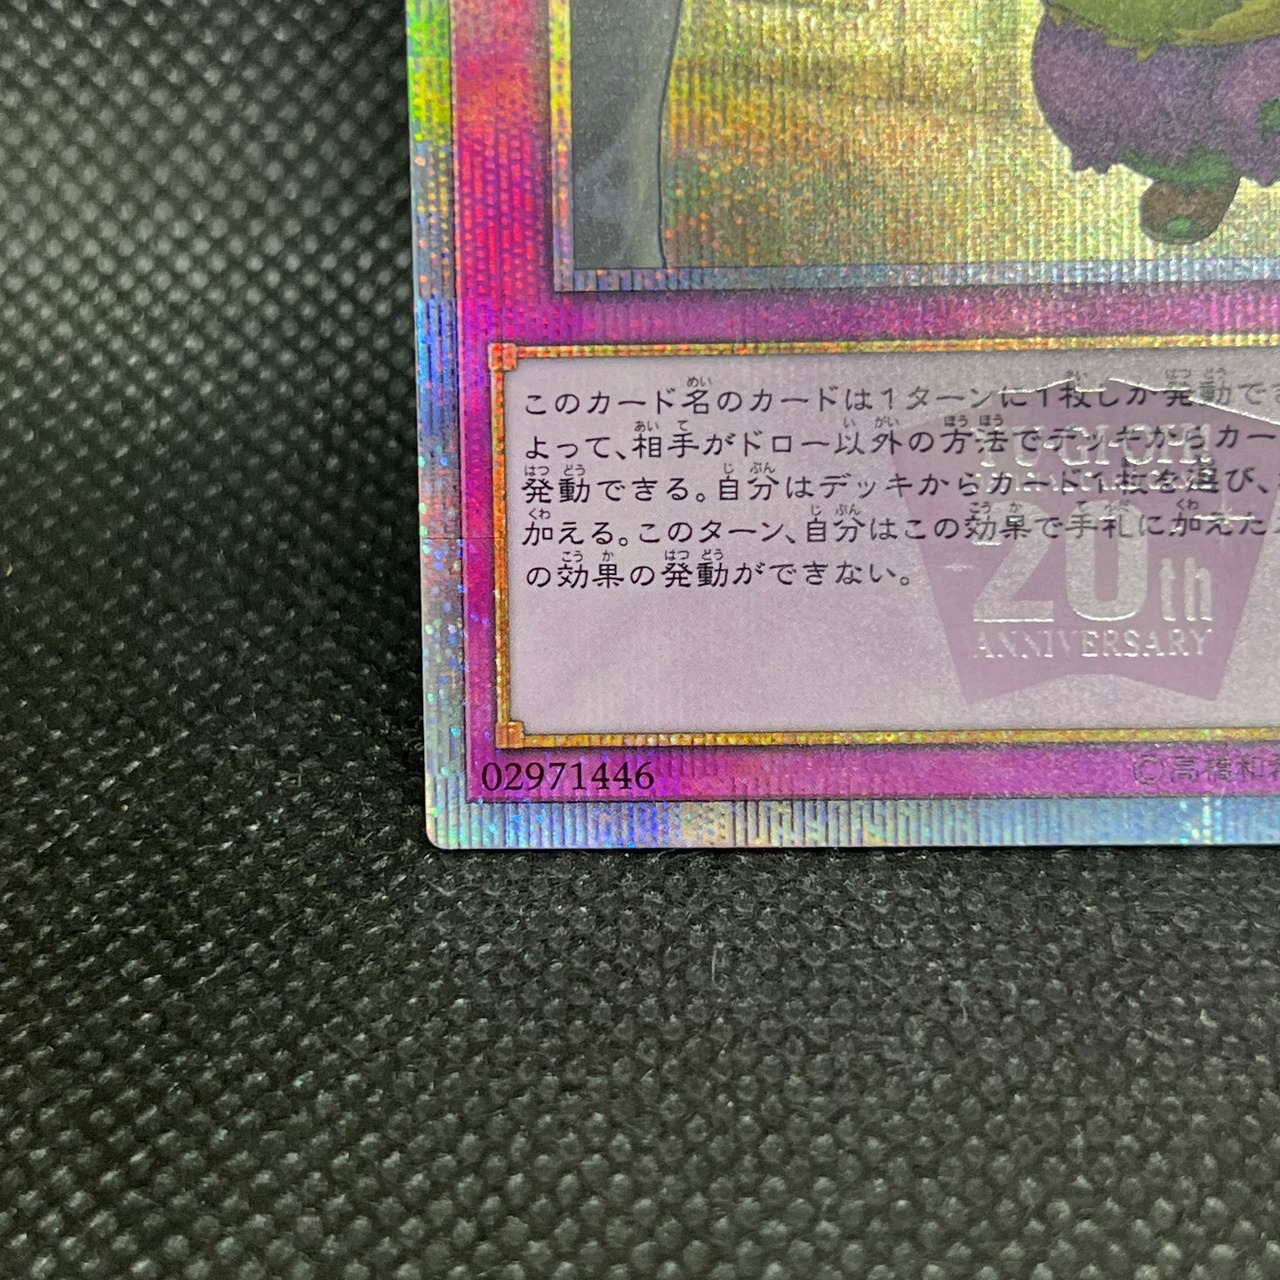 このカード名のカードは1ターンに1枚しか発動でき
よって、相手がドロー以外の方法でデッキからカー
発動できる。自分はデッキからカード1枚を選び、
加える。このターン、自分はこの効果で手札に加えた
の効果の発動ができない。
YU-GI-OH!
20th
ANNIVERSARY
02971446
©高橋和